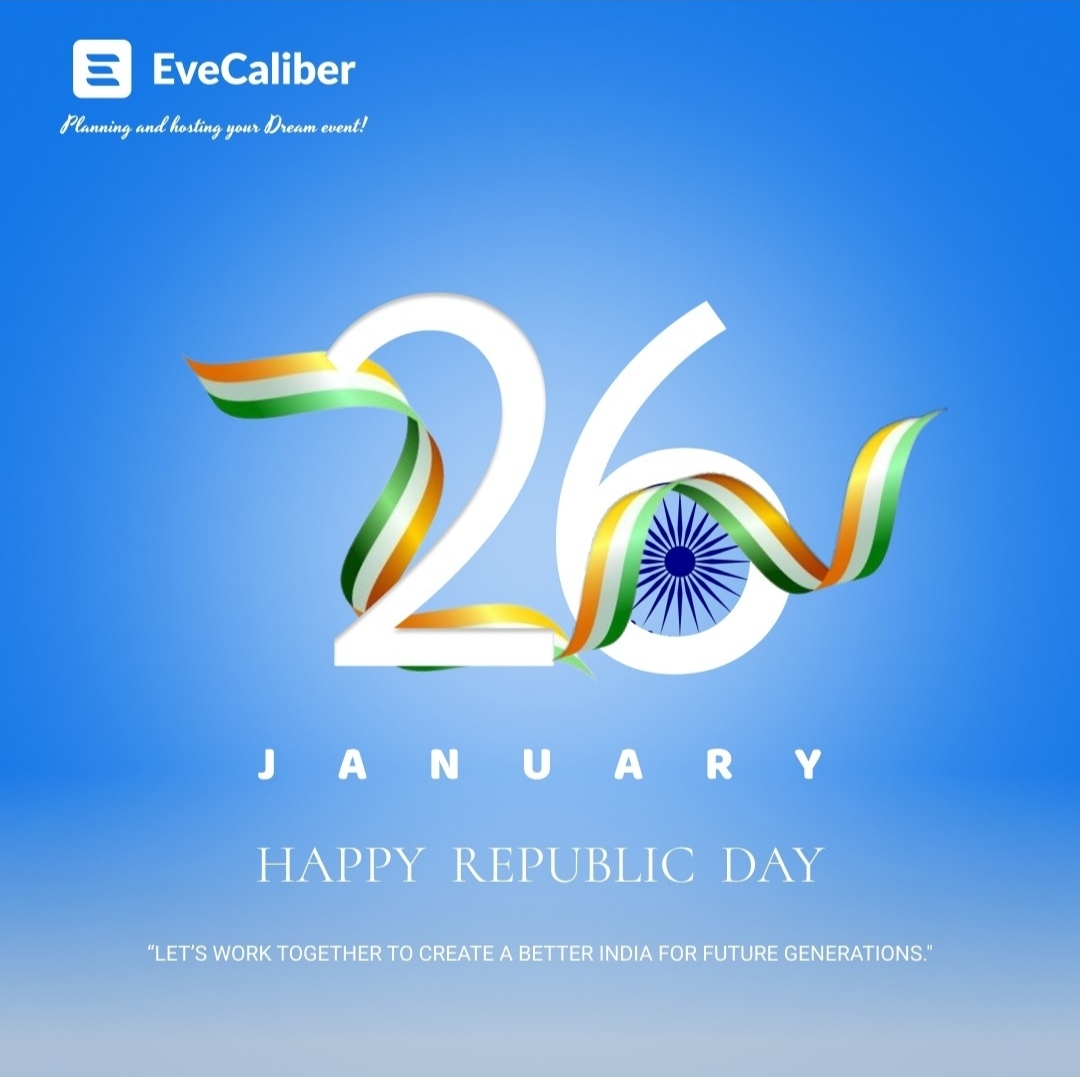 EveCaliber
Planning and hosting your Dream event!
26
JANUARY
HAPPY REPUBLIC DAY
“LET’S WORK TOGETHER TO CREATE A BETTER INDIA FOR FUTURE GENERATIONS."